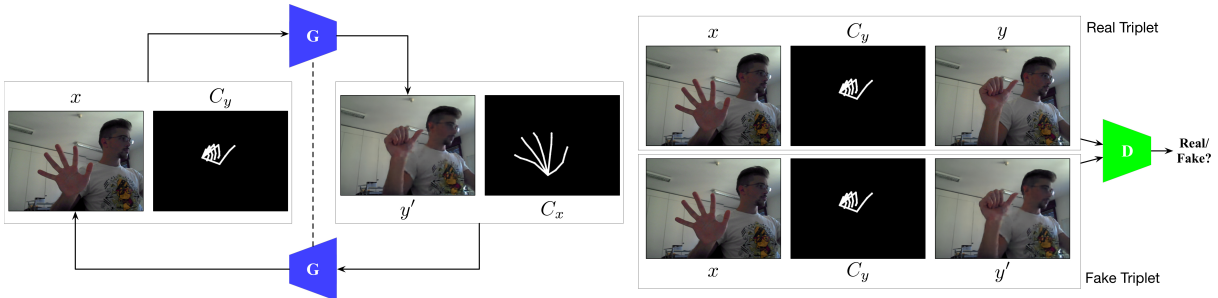 G
x
C_y
y′
C_x
G
x
C_y
y
Real Triplet
D
Real/
Fake?
x
C_y
y′
Fake Triplet